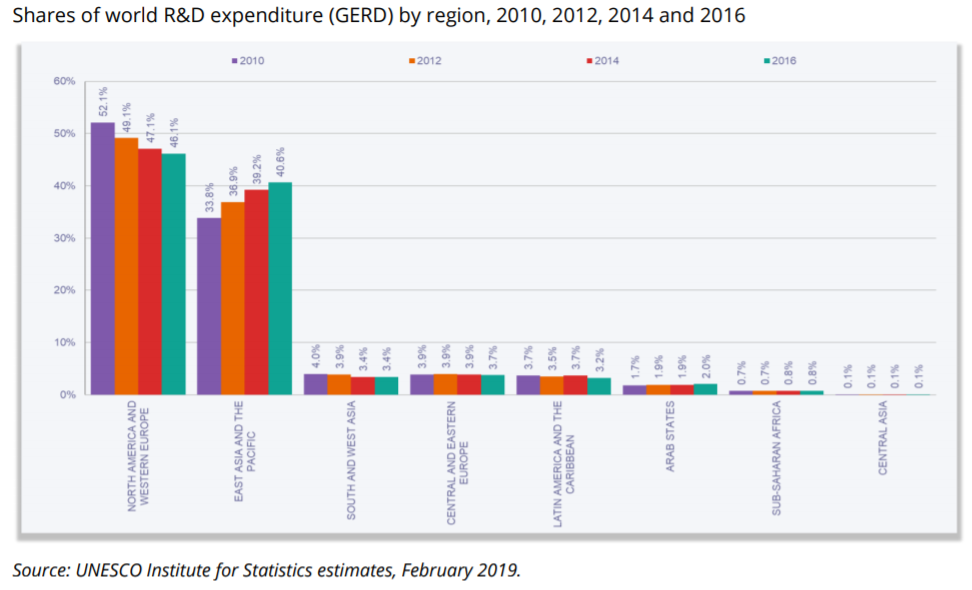 Shares of world R&D expenditure (GERD) by region, 2010, 2012, 2014 and 2016
2010 2012 2014 2016
60%
50%
40%
30%
20%
10%
0%
52.1% 49.1% 47.1% 46.1%
33.8% 36.9% 39.2% 40.6%
4.0% 3.9% 3.4% 3.4%
3.9% 3.9% 3.9% 3.7%
3.7% 3.5% 3.7% 3.2%
1.7% 1.9% 1.9% 2.0%
0.7% 0.7% 0.8% 0.8%
0.1% 0.1% 0.1% 0.1%
NORTH AMERICA AND
WESTERN EUROPE
EAST ASIA AND THE
PACIFIC
SOUTH AND WEST ASIA
CENTRAL AND EASTERN
EUROPE
LATIN AMERICA AND THE
CARIBBEAN
ARAB STATES
SUB-SAHARAN AFRICA
CENTRAL ASIA
Source: UNESCO Institute for Statistics estimates, February 2019.